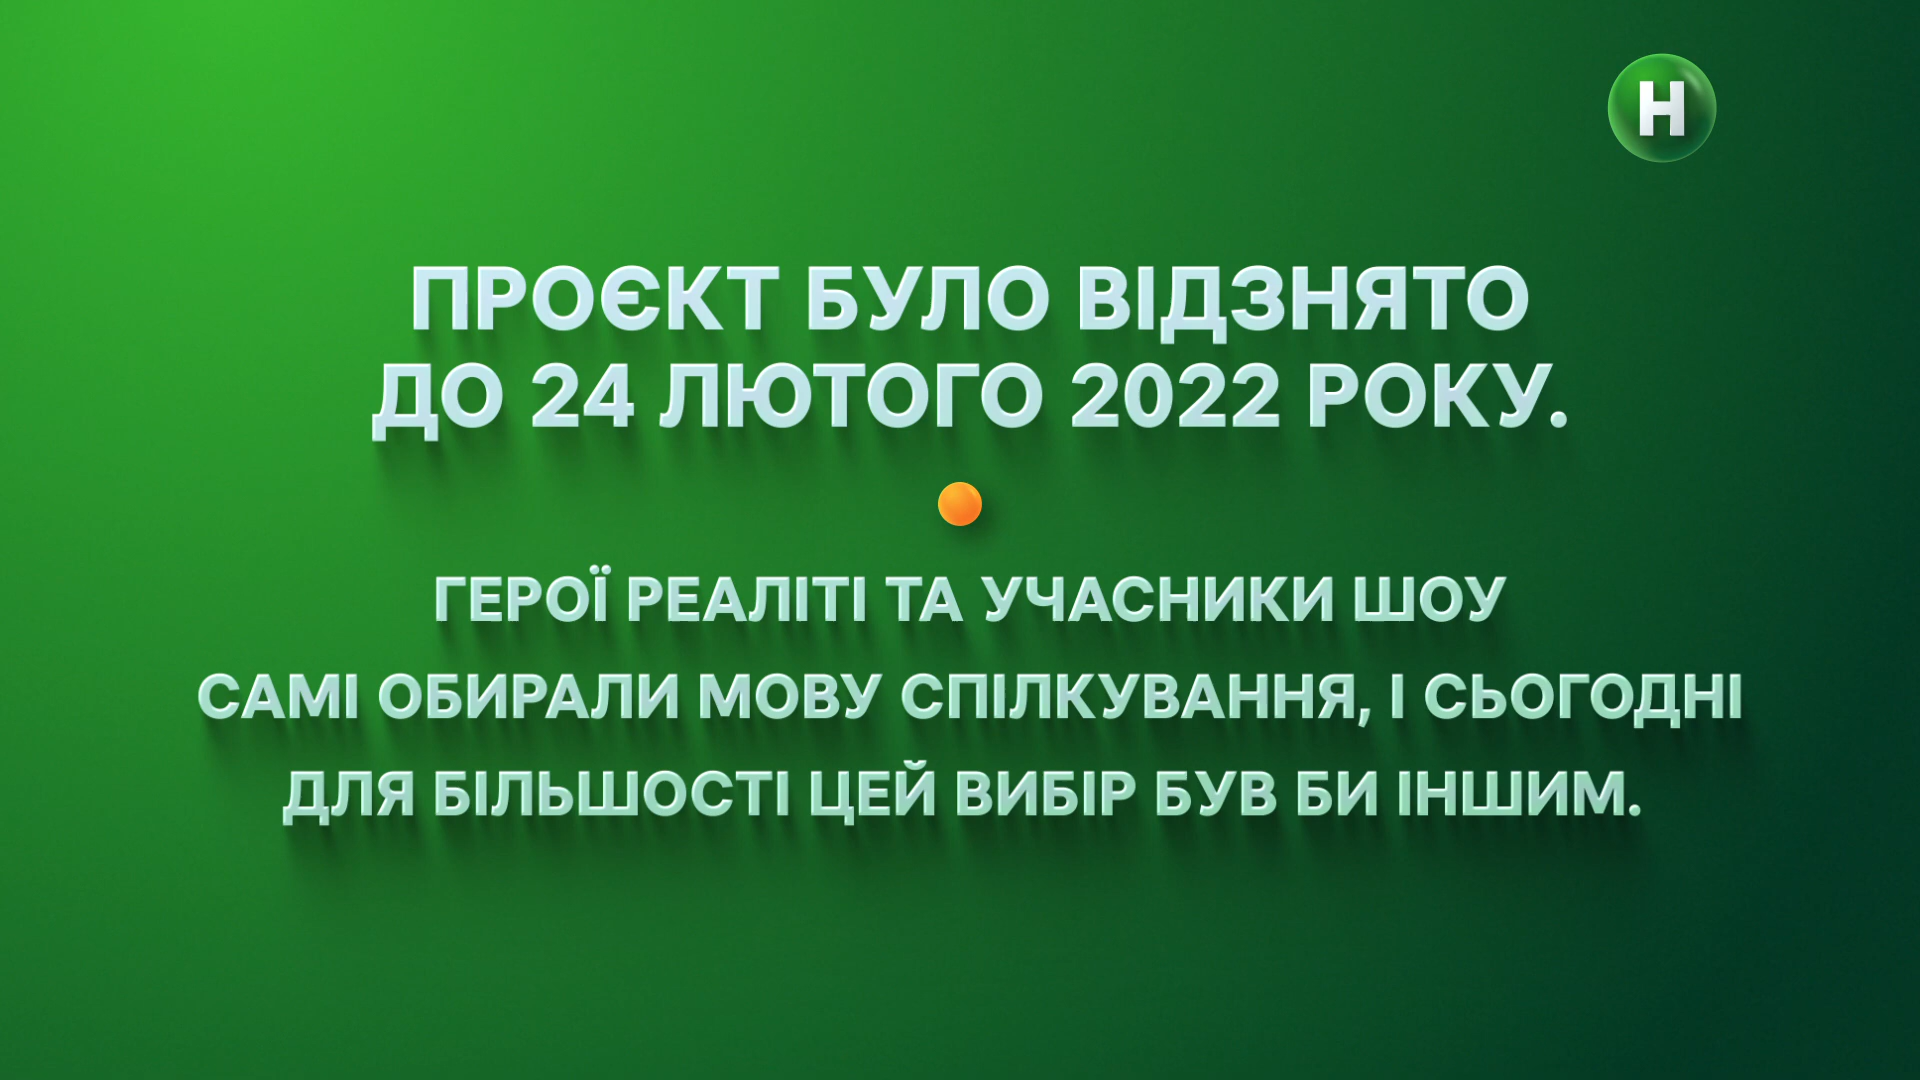 Н
ПРОЄКТ БУЛО ВІДЗНЯТО
ДО 24 ЛЮТОГО 2022 РОКУ.
ГЕРОЇ РЕАЛІТІ ТА УЧАСНИКИ ШОУ
САМІ ОБИРАЛИ МОВУ СПІЛКУВАННЯ, І СЬОГОДНІ
ДЛЯ БІЛЬШОСТІ ЦЕЙ ВИБІР БУВ БИ ІНШИМ.